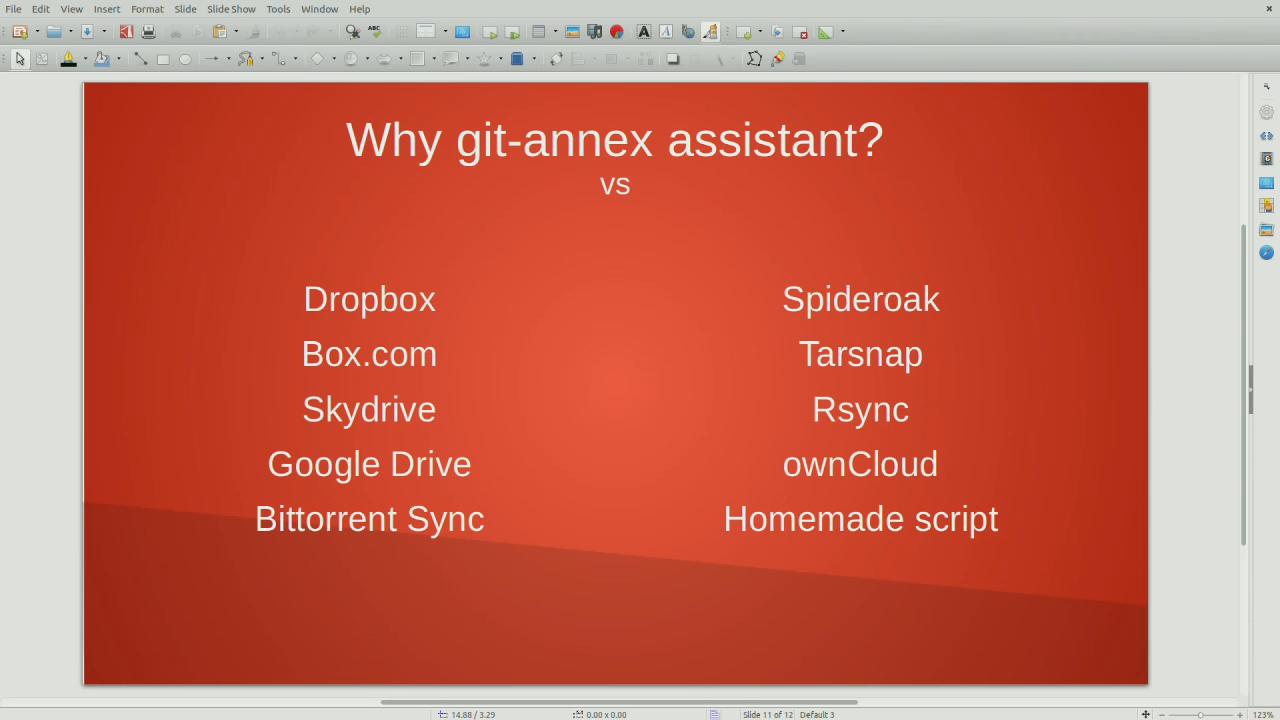 File Edit View Insert Format Slide Slide Show Tools Window Help
Why git-annex assistant?
vs
Dropbox
Box.com
Skydrive
Google Drive
Bittorrent Sync
Spideroak
Tarsnap
Rsync
ownCloud
Homemade script
14.88 / 3.29 0.00 x 0.00 Slide 11 of 12 Default 3 123%